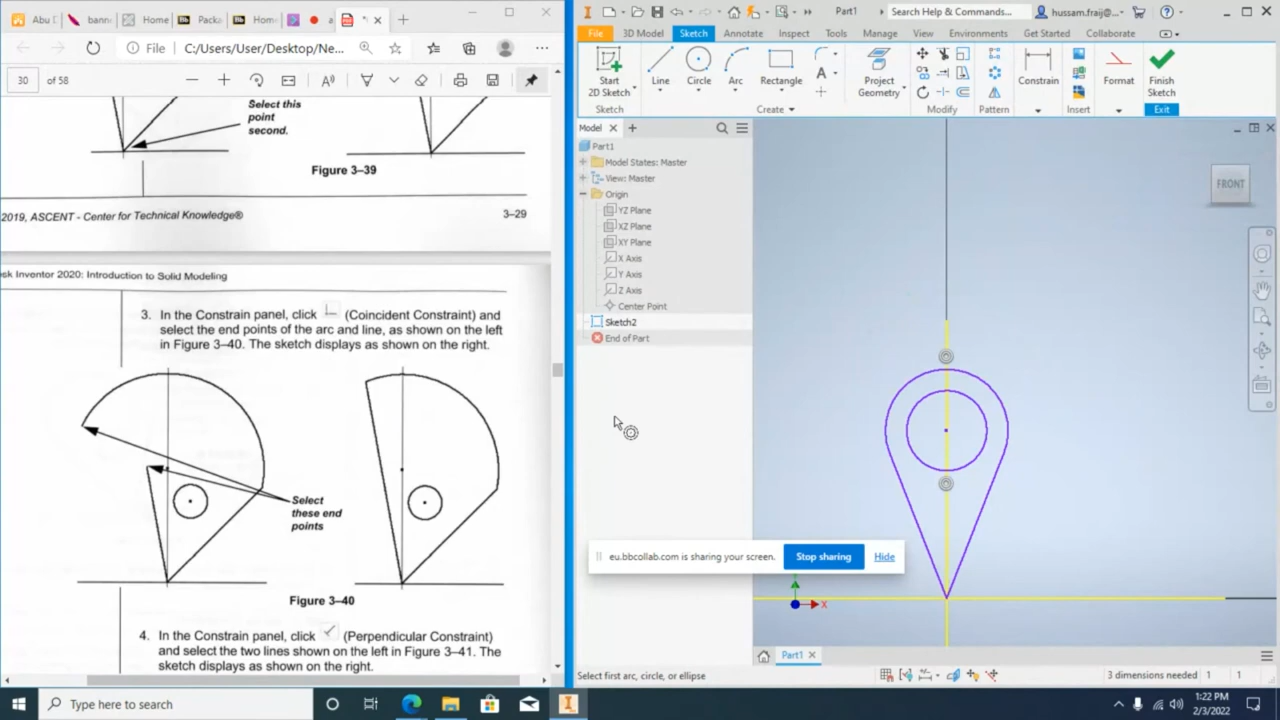 Abu D
bann
Home
Packa
Home
a
File
C:/Users/User/Desktop/Ne...
30 of 58
Select this
point
second.
Figure 3–39
2019, ASCENT - Center for Technical Knowledge®
3–29
sk Inventor 2020: Introduction to Solid Modeling
3. In the Constrain panel, click (Coincident Constraint) and
select the end points of the arc and line, as shown on the left
in Figure 3–40. The sketch displays as shown on the right.
Select
these end
points
Figure 3–40
4. In the Constrain panel, click (Perpendicular Constraint)
and select the two lines shown on the left in Figure 3–41. The
sketch displays as shown on the right.
Part1
Search Help & Commands...
hussam.fraij@...
File 3D Model Sketch Annotate Inspect Tools Manage View Environments Get Started Collaborate
Start
2D Sketch
Line
Circle
Arc
Rectangle
A
Project
Geometry
Constrain
Format
Finish
Sketch
Sketch
Create
Modify
Pattern
Insert
Exit
Model
Part1
Model States: Master
View: Master
Origin
YZ Plane
XZ Plane
XY Plane
X Axis
Y Axis
Z Axis
Center Point
Sketch2
End of Part
FRONT
eu.bbcollab.com is sharing your screen.
Stop sharing
Hide
X
Part1
Select first arc, circle, or ellipse
3 dimensions needed 1 1
Type here to search
1:22 PM
2/3/2022